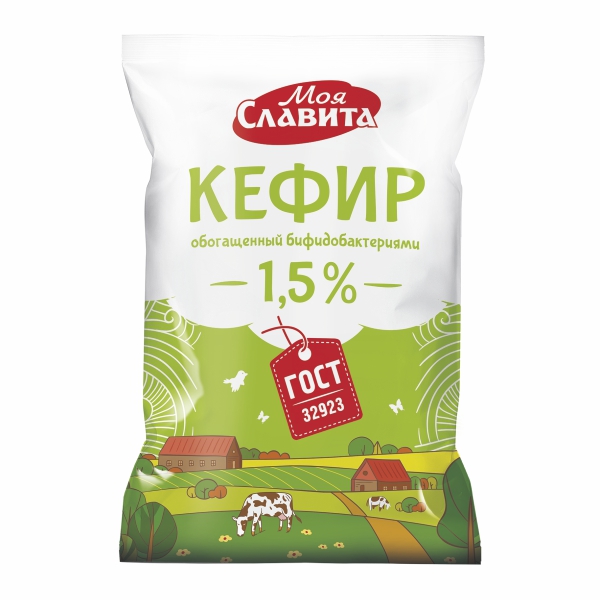 Моя
Славита
КЕФИР
обогащенный бифидобактериями
1,5%
ГОСТ
32923